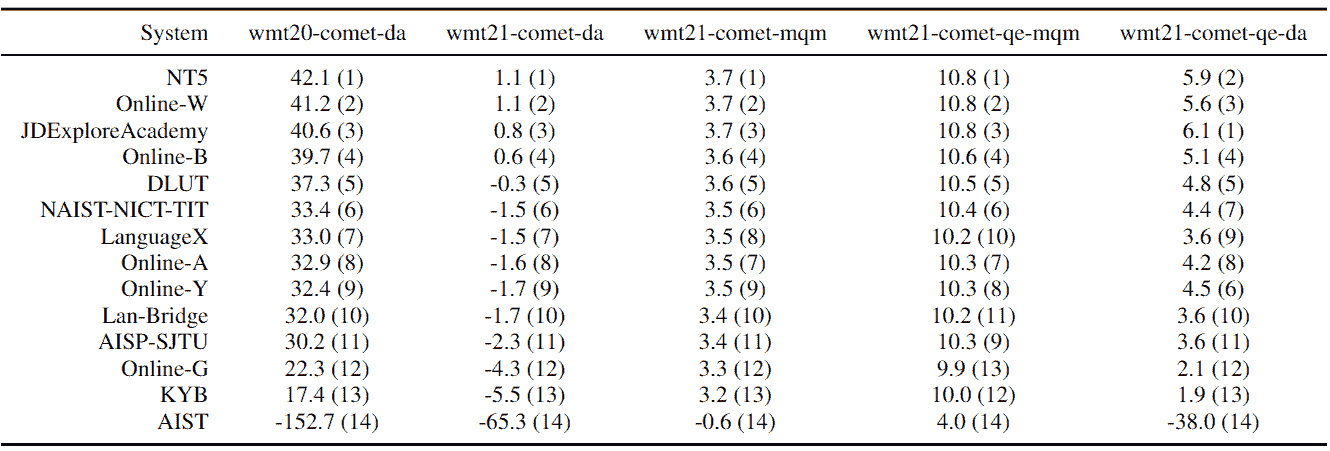 System wmt20-comet-da wmt21-comet-da wmt21-comet-mqm wmt21-comet-qe-mqm wmt21-comet-qe-da
NT5 42.1 (1) 1.1 (1) 3.7 (1) 10.8 (1) 5.9 (2)
Online-W 41.2 (2) 1.1 (2) 3.7 (2) 10.8 (2) 5.6 (3)
JDExploreAcademy 40.6 (3) 0.8 (3) 3.7 (3) 10.8 (3) 6.1 (1)
Online-B 39.7 (4) 0.6 (4) 3.6 (4) 10.6 (4) 5.1 (4)
DLUT 37.3 (5) -0.3 (5) 3.6 (5) 10.5 (5) 4.8 (5)
NAIST-NICT-TIT 33.4 (6) -1.5 (6) 3.5 (6) 10.4 (6) 4.4 (7)
LanguageX 33.0 (7) -1.5 (7) 3.5 (8) 10.2 (10) 3.6 (9)
Online-A 32.9 (8) -1.6 (8) 3.5 (7) 10.3 (7) 4.2 (8)
Online-Y 32.4 (9) -1.7 (9) 3.5 (9) 10.3 (8) 4.5 (6)
Lan-Bridge 32.0 (10) -1.7 (10) 3.4 (10) 10.2 (11) 3.6 (10)
AISP-SJTU 30.2 (11) -2.3 (11) 3.4 (11) 10.3 (9) 3.6 (11)
Online-G 22.3 (12) -4.3 (12) 3.3 (12) 9.9 (13) 2.1 (12)
KYB 17.4 (13) -5.5 (13) 3.2 (13) 10.0 (12) 1.9 (13)
AIST -152.7 (14) -65.3 (14) -0.6 (14) 4.0 (14) -38.0 (14)